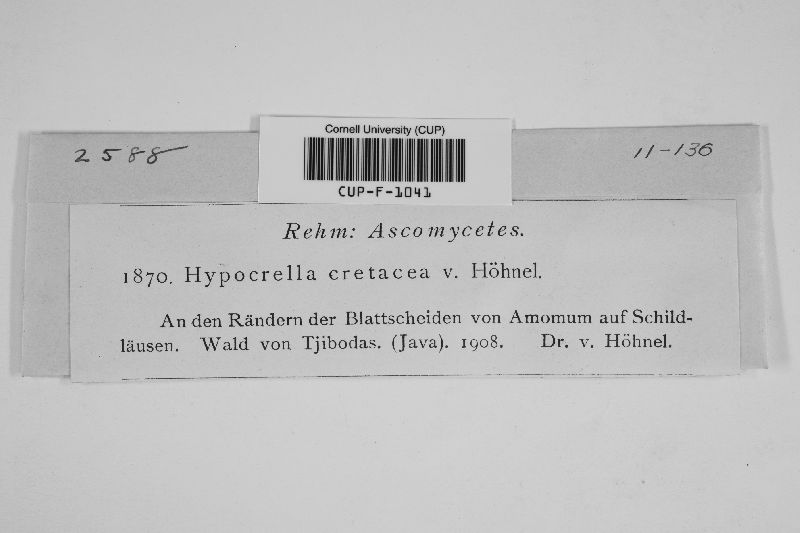 Cornell University (CUP)
CUP-F-1041
2588
11-136
Rehm: Ascomycetes.
1870. Hypocrella cretacea v. Höhnel.
An den Rändern der Blattscheiden von Amomum auf Schild-
läusen. Wald von Tjibodas. (Java). 1908. Dr. v. Höhnel.